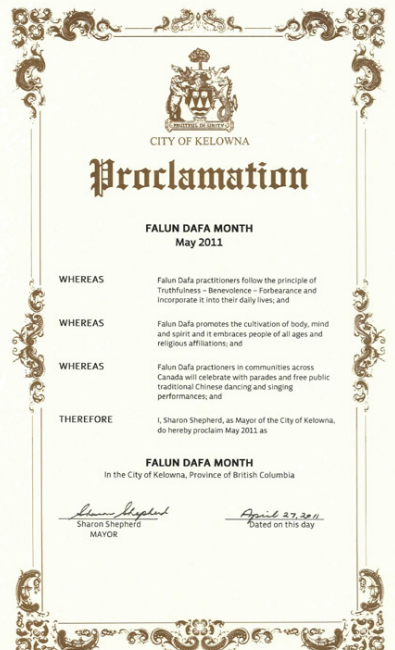 FRUITFUL IN UNITY
CITY OF KELOWNA
Proclamation
FALUN DAFA MONTH
May 2011
WHEREAS Falun Dafa practitioners follow the principle of
Truthfulness – Benevolence – Forbearance and
incorporate it into their daily lives; and
WHEREAS Falun Dafa promotes the cultivation of body, mind
and spirit and it embraces people of all ages and
religious affiliations; and
WHEREAS Falun Dafa practioners in communities across
Canada will celebrate with parades and free public
traditional Chinese dancing and singing
performances; and
THEREFORE I, Sharon Shepherd, as Mayor of the City of Kelowna,
do hereby proclaim May 2011 as
FALUN DAFA MONTH
In the City of Kelowna, Province of British Columbia
Sharon Shepherd April 27, 2011
Sharon Shepherd Dated on this day
MAYOR